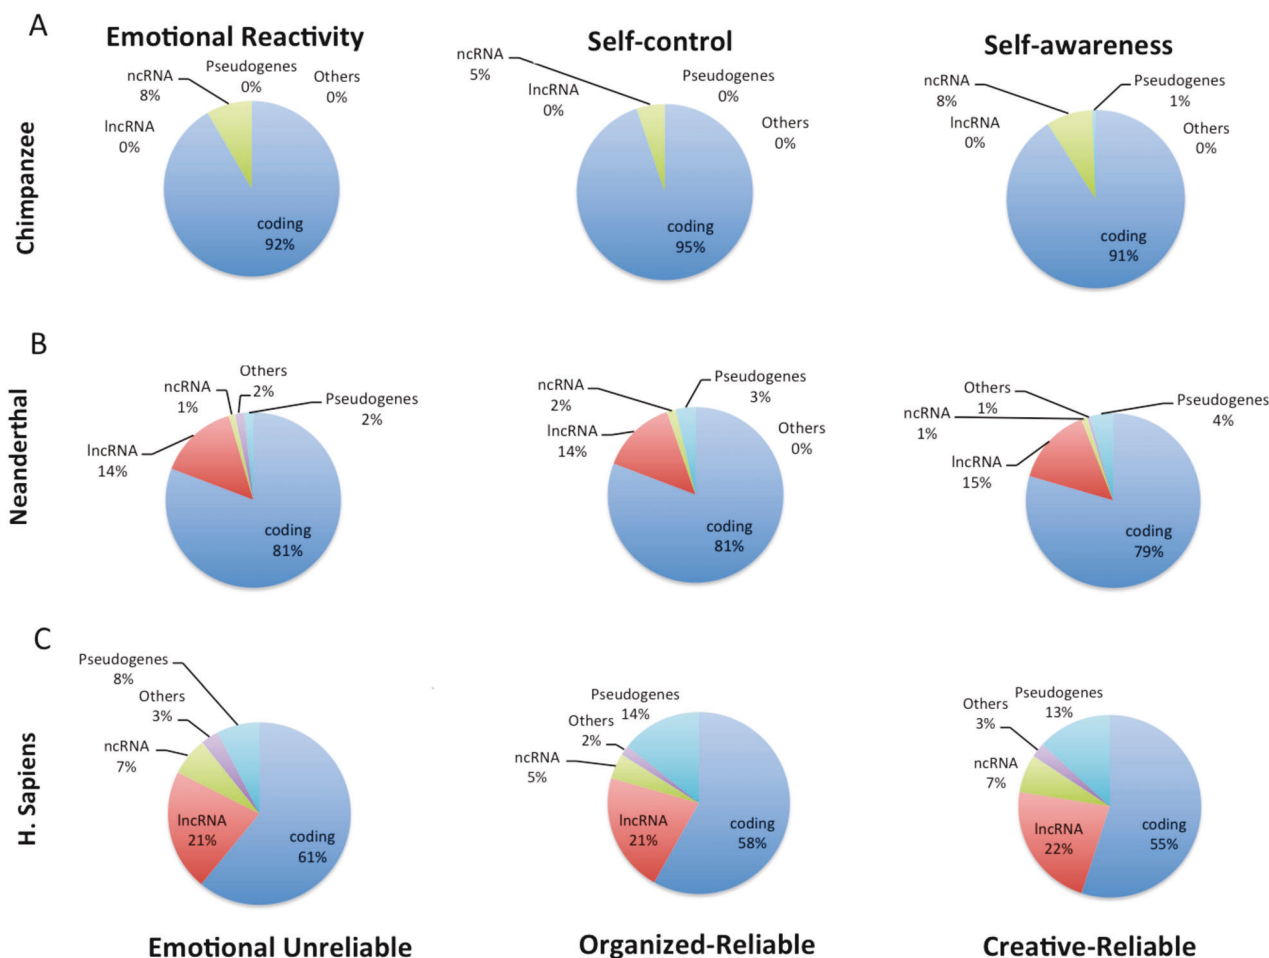 A
Emotional Reactivity
Self-control
Self-awareness
Chimpanzee
ncRNA
8%
Pseudogenes
0%
Others
0%
lncRNA
0%
coding
92%
ncRNA
5%
lncRNA
0%
Pseudogenes
0%
Others
0%
coding
95%
ncRNA
8%
lncRNA
0%
Pseudogenes
1%
Others
0%
coding
91%
B
Neanderthal
ncRNA
1%
Others
2%
Pseudogenes
2%
lncRNA
14%
coding
81%
ncRNA
2%
lncRNA
14%
Pseudogenes
3%
Others
0%
coding
81%
Others
1%
ncRNA
1%
lncRNA
15%
Pseudogenes
4%
coding
79%
C
H. Sapiens
Pseudogenes
8%
Others
3%
ncRNA
7%
lncRNA
21%
coding
61%
Pseudogenes
14%
Others
2%
ncRNA
5%
lncRNA
21%
coding
58%
Pseudogenes
13%
Others
3%
ncRNA
7%
lncRNA
22%
coding
55%
Emotional Unreliable
Organized-Reliable
Creative-Reliable